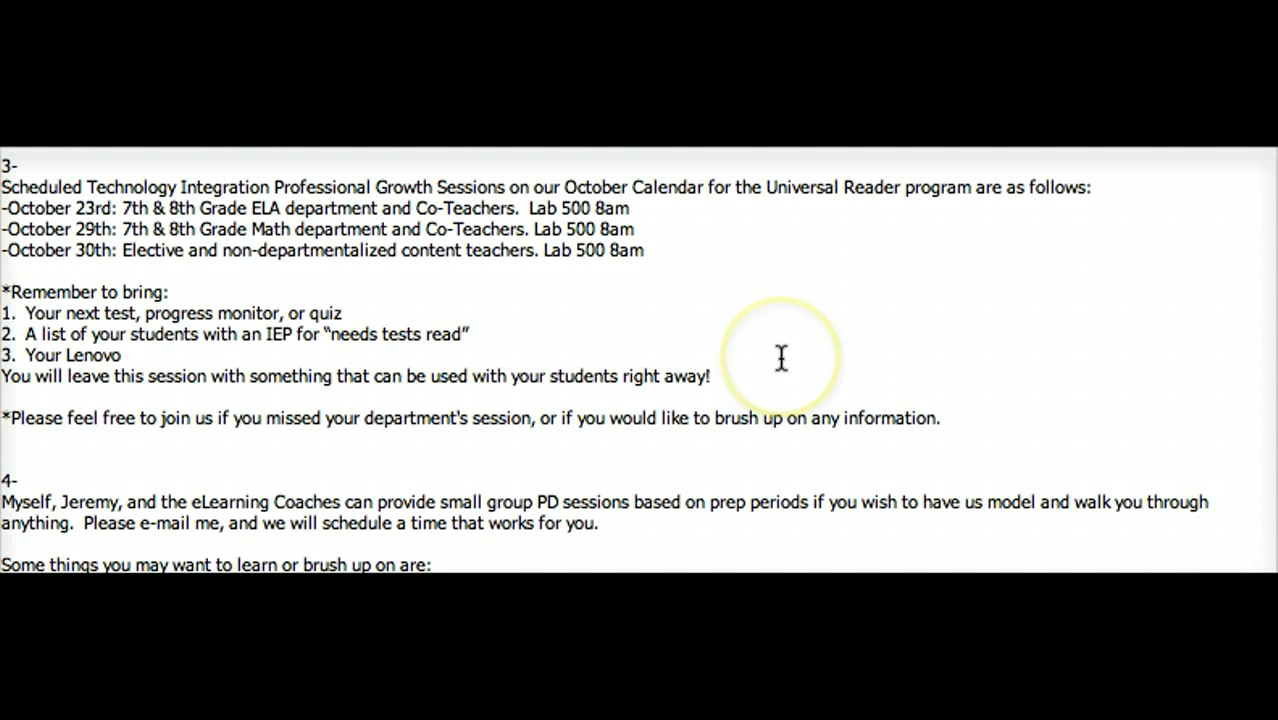 3-
Scheduled Technology Integration Professional Growth Sessions on our October Calendar for the Universal Reader program are as follows:
-October 23rd: 7th & 8th Grade ELA department and Co-Teachers.  Lab 500 8am
-October 29th: 7th & 8th Grade Math department and Co-Teachers. Lab 500 8am
-October 30th: Elective and non-departmentalized content teachers. Lab 500 8am
*Remember to bring:
1.  Your next test, progress monitor, or quiz
2.  A list of your students with an IEP for “needs tests read”
3.  Your Lenovo
You will leave this session with something that can be used with your students right away!
*Please feel free to join us if you missed your department's session, or if you would like to brush up on any information.
4-
Myself, Jeremy, and the eLearning Coaches can provide small group PD sessions based on prep periods if you wish to have us model and walk you through
anything.  Please e-mail me, and we will schedule a time that works for you.
Some things you may want to learn or brush up on are: